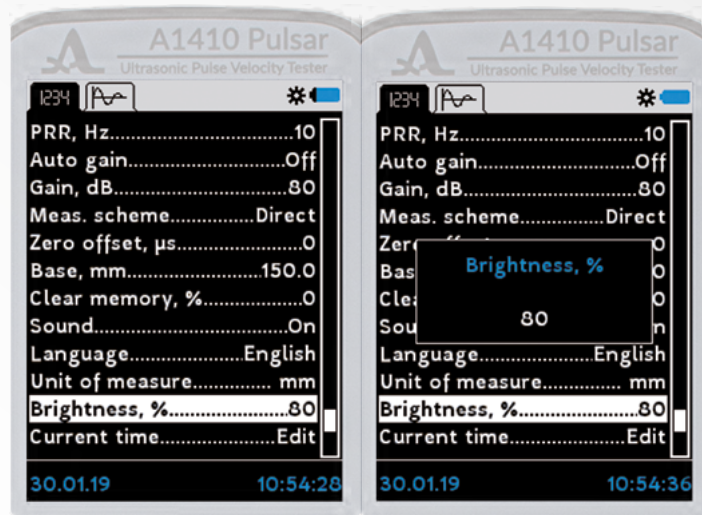 A1410 Pulsar
Ultrasonic Pulse Velocity Tester
1234
PRR, Hz..........................10
Auto gain.......................Off
Gain, dB.........................80
Meas. scheme...............Direct
Zero offset, µs...................0
Base, mm.....................150.0
Clear memory, %...............0
Sound............................On
Language....................English
Unit of measure.............. mm
Brightness, %..................80
Current time..................Edit
30.01.19 10:54:28
A1410 Pulsar
Ultrasonic Pulse Velocity Tester
1234
PRR, Hz..........................10
Auto gain.......................Off
Gain, dB.........................80
Meas. scheme...............Direct
Brightness, %
80
Language....................English
Unit of measure.............. mm
Brightness, %..................80
Current time..................Edit
30.01.19 10:54:36